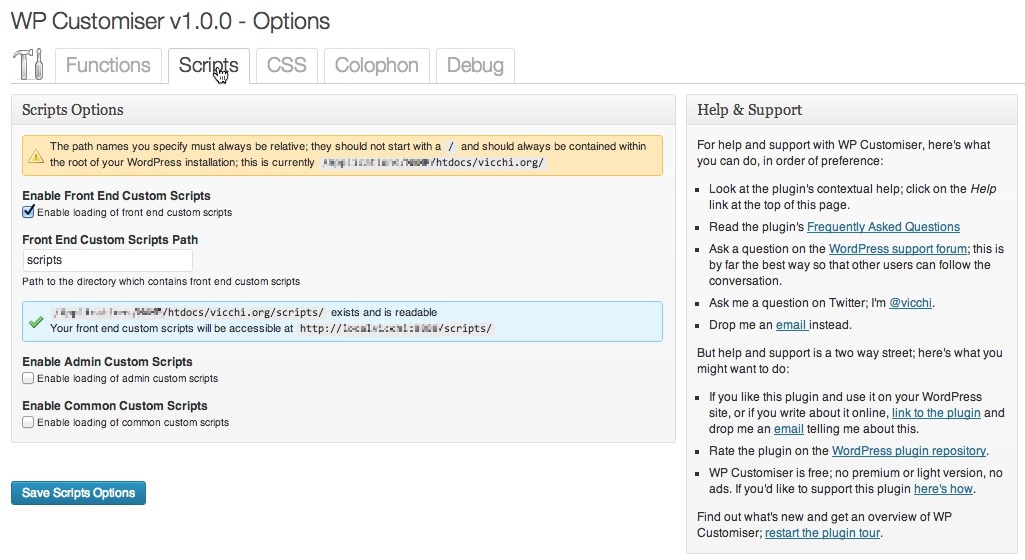 WP Customiser v1.0.0 - Options
Functions
Scripts
CSS
Colophon
Debug
Scripts Options
The path names you specify must always be relative; they should not start with a / and should always be contained within
the root of your WordPress installation; this is currently /htdocs/vicchi.org/
Enable Front End Custom Scripts
Enable loading of front end custom scripts
Front End Custom Scripts Path
scripts
Path to the directory which contains front end custom scripts
/htdocs/vicchi.org/scripts/ exists and is readable
Your front end custom scripts will be accessible at http:// /scripts/
Enable Admin Custom Scripts
Enable loading of admin custom scripts
Enable Common Custom Scripts
Enable loading of common custom scripts
Save Scripts Options
Help & Support
For help and support with WP Customiser, here's what
you can do, in order of preference:
Look at the plugin's contextual help; click on the Help
link at the top of this page.
Read the plugin's Frequently Asked Questions
Ask a question on the WordPress support forum; this is
by far the best way so that other users can follow the
conversation.
Ask me a question on Twitter; I'm @vicchi.
Drop me an email instead.
But help and support is a two way street; here's what you
might want to do:
If you like this plugin and use it on your WordPress
site, or if you write about it online, link to the plugin and
drop me an email telling me about this.
Rate the plugin on the WordPress plugin repository.
WP Customiser is free; no premium or light version, no
ads. If you'd like to support this plugin here's how.
Find out what's new and get an overview of WP
Customiser; restart the plugin tour.